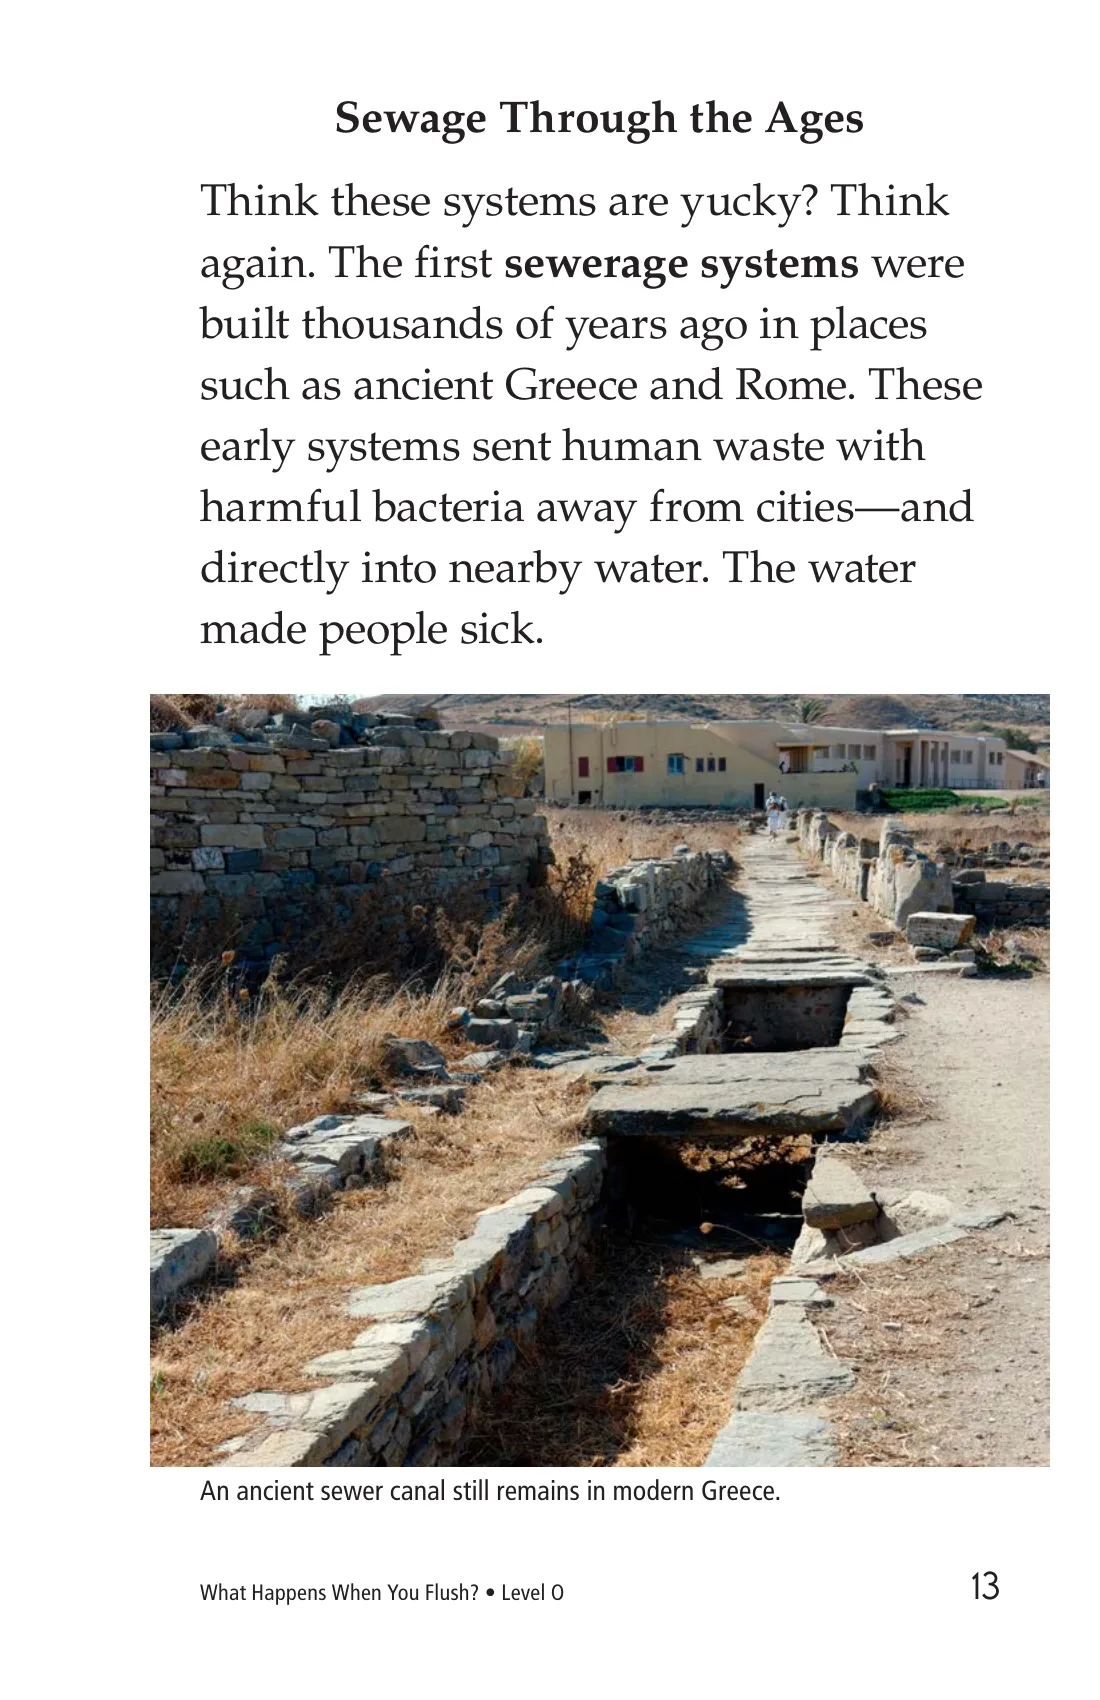 Sewage Through the Ages
Think these systems are yucky? Think
again. The first sewerage systems were
built thousands of years ago in places
such as ancient Greece and Rome. These
early systems sent human waste with
harmful bacteria away from cities—and
directly into nearby water. The water
made people sick.
An ancient sewer canal still remains in modern Greece.
What Happens When You Flush? • Level O
13